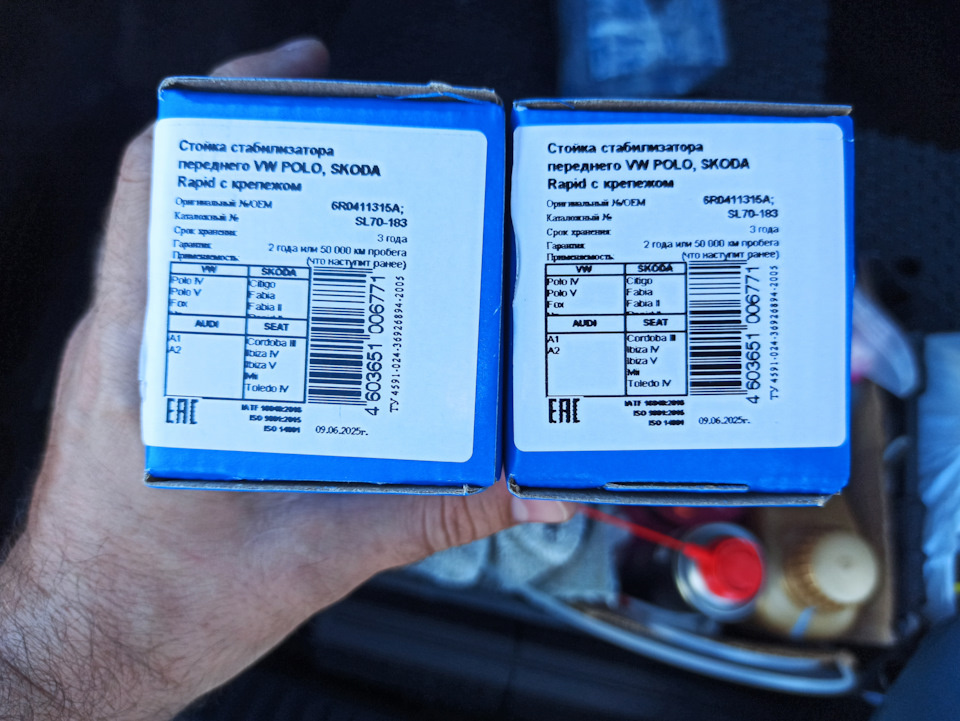 Стойка стабилизатора
переднего VW POLO, SKODA
Rapid с крепежом
Оригинальный №/OEM 6R0411315A;
Каталожный № SL70-183
Срок хранения 3 года
Гарантия: 2 года или 50 000 км пробега
Применяемость: (что наступит ранее)
VW SKODA
Polo IV Citigo
Polo V Fabia
Fox Fabia II
AUDI SEAT
A1 Cordoba III
A2 Ibiza IV
Ibiza V
Mii
Toledo IV
4 603651 006771
ТУ 4591-024-36926894-2005
EAC
IATF 16949:2016
ISO 9001:2015
ISO 14001
09.06.2025г.
Стойка стабилизатора
переднего VW POLO, SKODA
Rapid с крепежом
Оригинальный №/OEM 6R0411315A;
Каталожный № SL70-183
Срок хранения: 3 года
Гарантия: 2 года или 50 000 км пробега
Применяемость: (что наступит ранее)
VW SKODA
Polo IV Citigo
Polo V Fabia
Fox Fabia II
AUDI SEAT
A1 Cordoba III
A2 Ibiza IV
Ibiza V
Mii
Toledo IV
4 603651 006771
ТУ 4591-024-36926894-2005
EAC
IATF 16949:2016
ISO 9001:2015
ISO 14001
09.06.2025г.